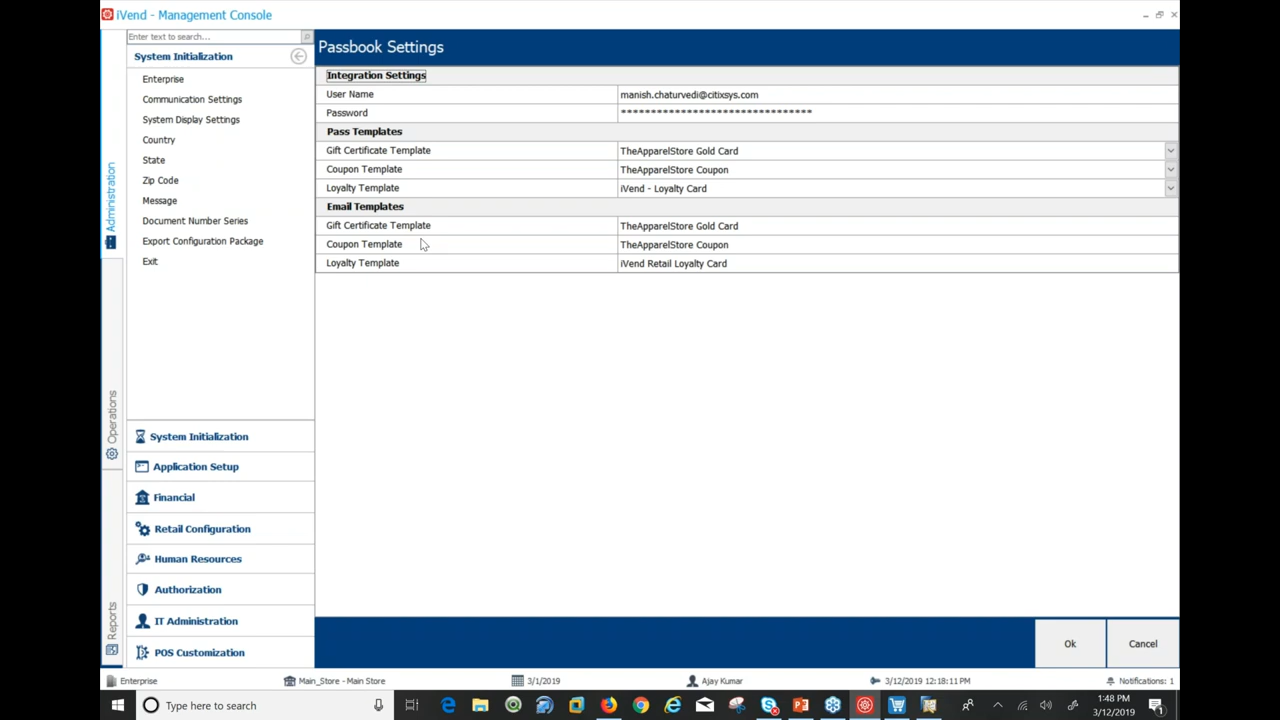 iVend - Management Console
Enter text to search...
System Initialization
Enterprise
Communication Settings
System Display Settings
Country
State
Zip Code
Message
Document Number Series
Export Configuration Package
Exit
Administration
Operations
Reports
System Initialization
Application Setup
Financial
Retail Configuration
Human Resources
Authorization
IT Administration
POS Customization
Passbook Settings
Integration Settings
User Name manish.chaturvedi@citixsys.com
Password ********************************
Pass Templates
Gift Certificate Template TheApparelStore Gold Card
Coupon Template TheApparelStore Coupon
Loyalty Template iVend - Loyalty Card
Email Templates
Gift Certificate Template TheApparelStore Gold Card
Coupon Template TheApparelStore Coupon
Loyalty Template iVend Retail Loyalty Card
Ok Cancel
Enterprise Main_Store - Main Store 3/1/2019 Ajay Kumar 3/12/2019 12:18:11 PM Notifications: 1
Type here to search
1:48 PM
3/12/2019